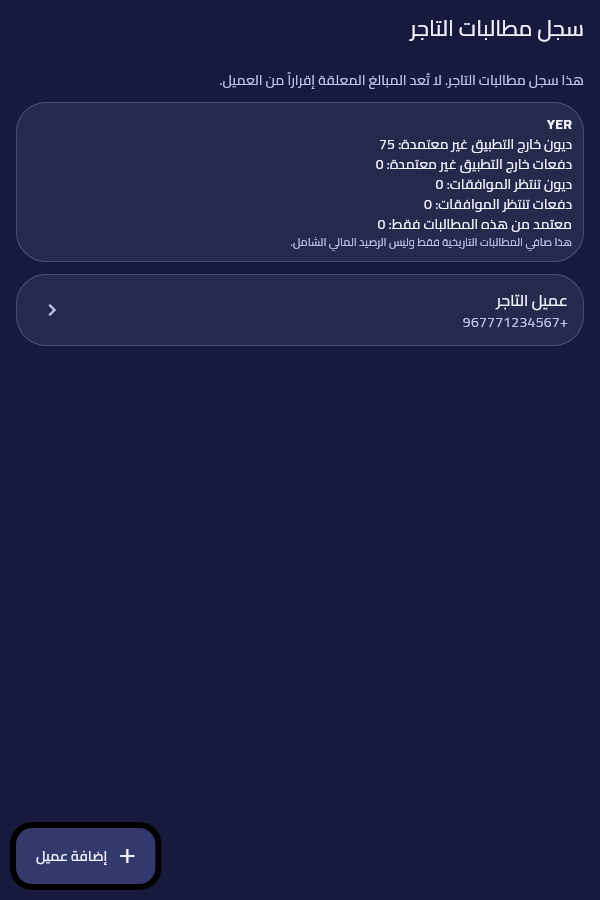 سجل مطالبات التاجر
هذا سجل مطالبات التاجر. لا تُعد المبالغ المعلقة إقراراً من العميل.
YER
ديون خارج التطبيق غير معتمدة: 75
دفعات خارج التطبيق غير معتمدة: 0
ديون تنتظر الموافقات: 0
دفعات تنتظر الموافقات: 0
معتمد من هذه المطالبات فقط: 0
هذا صافي المطالبات التاريخية فقط وليس الرصيد المالي الشامل.
عميل التاجر
967771234567+
إضافة عميل